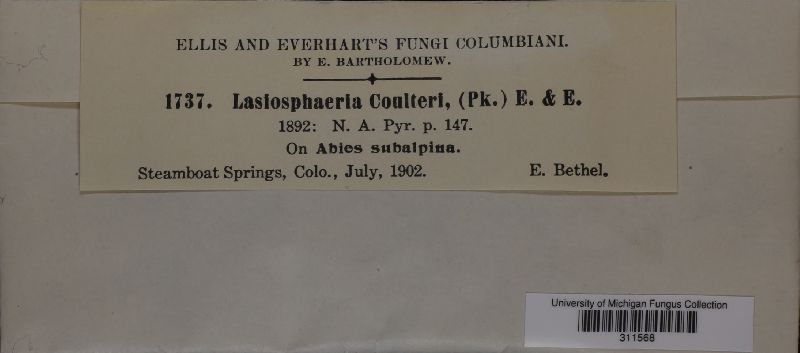 ELLIS AND EVERHART'S FUNGI COLUMBIANI.
BY E. BARTHOLOMEW.
1737. Lasiosphaeria Coulteri, (Pk.) E. & E.
1892: N. A. Pyr. p. 147.
On Abies subalpina.
Steamboat Springs, Colo., July, 1902. E. Bethel.
University of Michigan Fungus Collection
311568